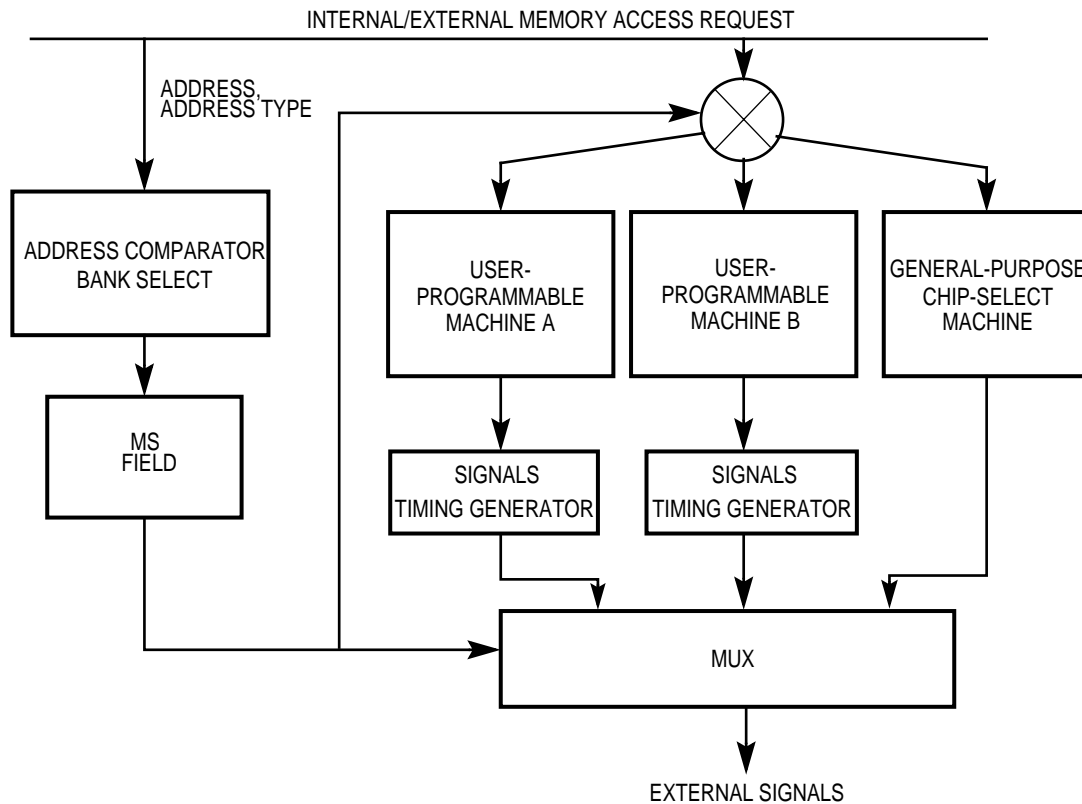 INTERNAL/EXTERNAL MEMORY ACCESS REQUEST
ADDRESS,
ADDRESS TYPE
ADDRESS COMPARATOR
BANK SELECT
USER-
PROGRAMMABLE
MACHINE A
USER-
PROGRAMMABLE
MACHINE B
GENERAL-PURPOSE
CHIP-SELECT
MACHINE
MS
FIELD
SIGNALS
TIMING GENERATOR
SIGNALS
TIMING GENERATOR
MUX
EXTERNAL SIGNALS